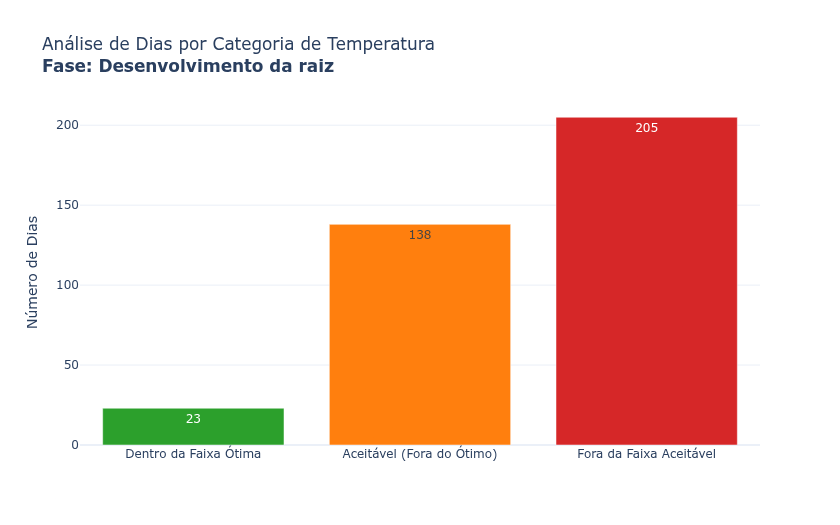 Análise de Dias por Categoria de Temperatura
Fase: Desenvolvimento da raiz
Número de Dias
200
150
100
50
0
23
138
205
Dentro da Faixa Ótima
Aceitável (Fora do Ótimo)
Fora da Faixa Aceitável